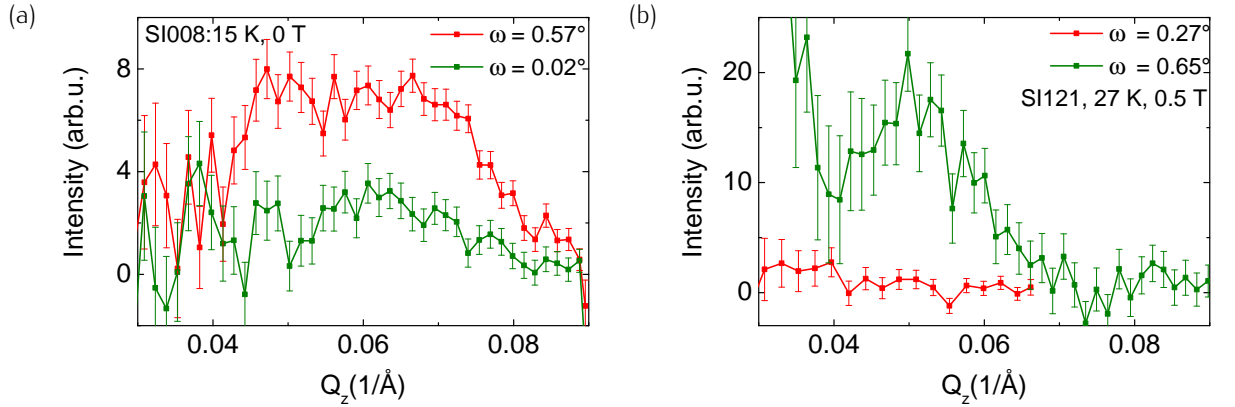 (a)
SI008:15 K, 0 T
ω = 0.57°
ω = 0.02°
8
4
0
Intensity (arb.u.)
0.04
0.06
0.08
Q_z(1/Å)
(b)
ω = 0.27°
ω = 0.65°
SI121, 27 K, 0.5 T
20
10
0
Intensity (arb.u.)
0.04
0.06
0.08
Q_z(1/Å)